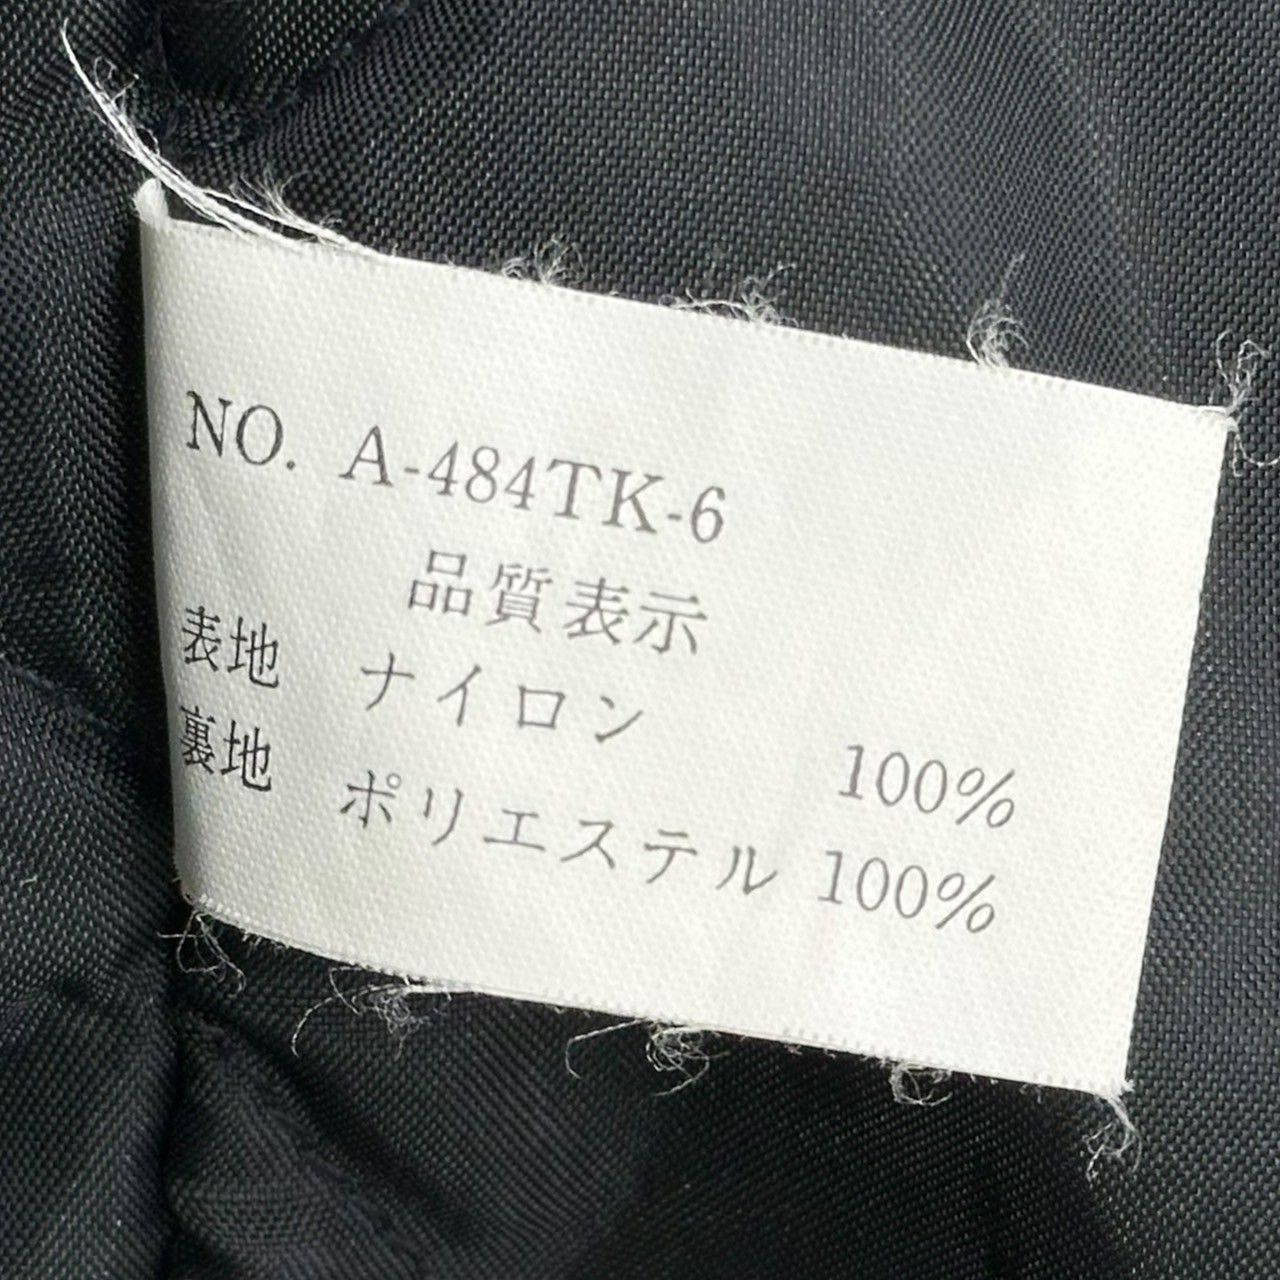 NO. A-484TK-6
品質表示
表地 ナイロン 100%
裏地 ポリエステル 100%